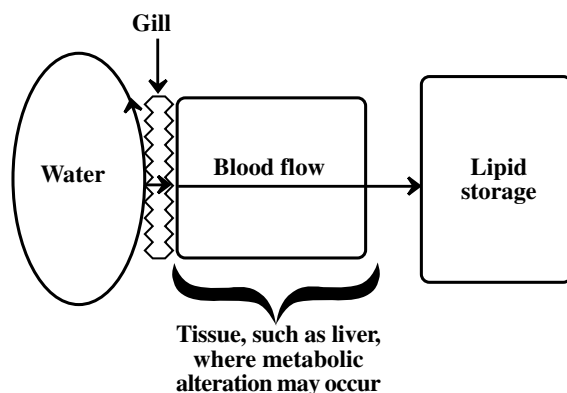 Gill
Water
Blood flow
Lipid
storage
Tissue, such as liver,
where metabolic
alteration may occur